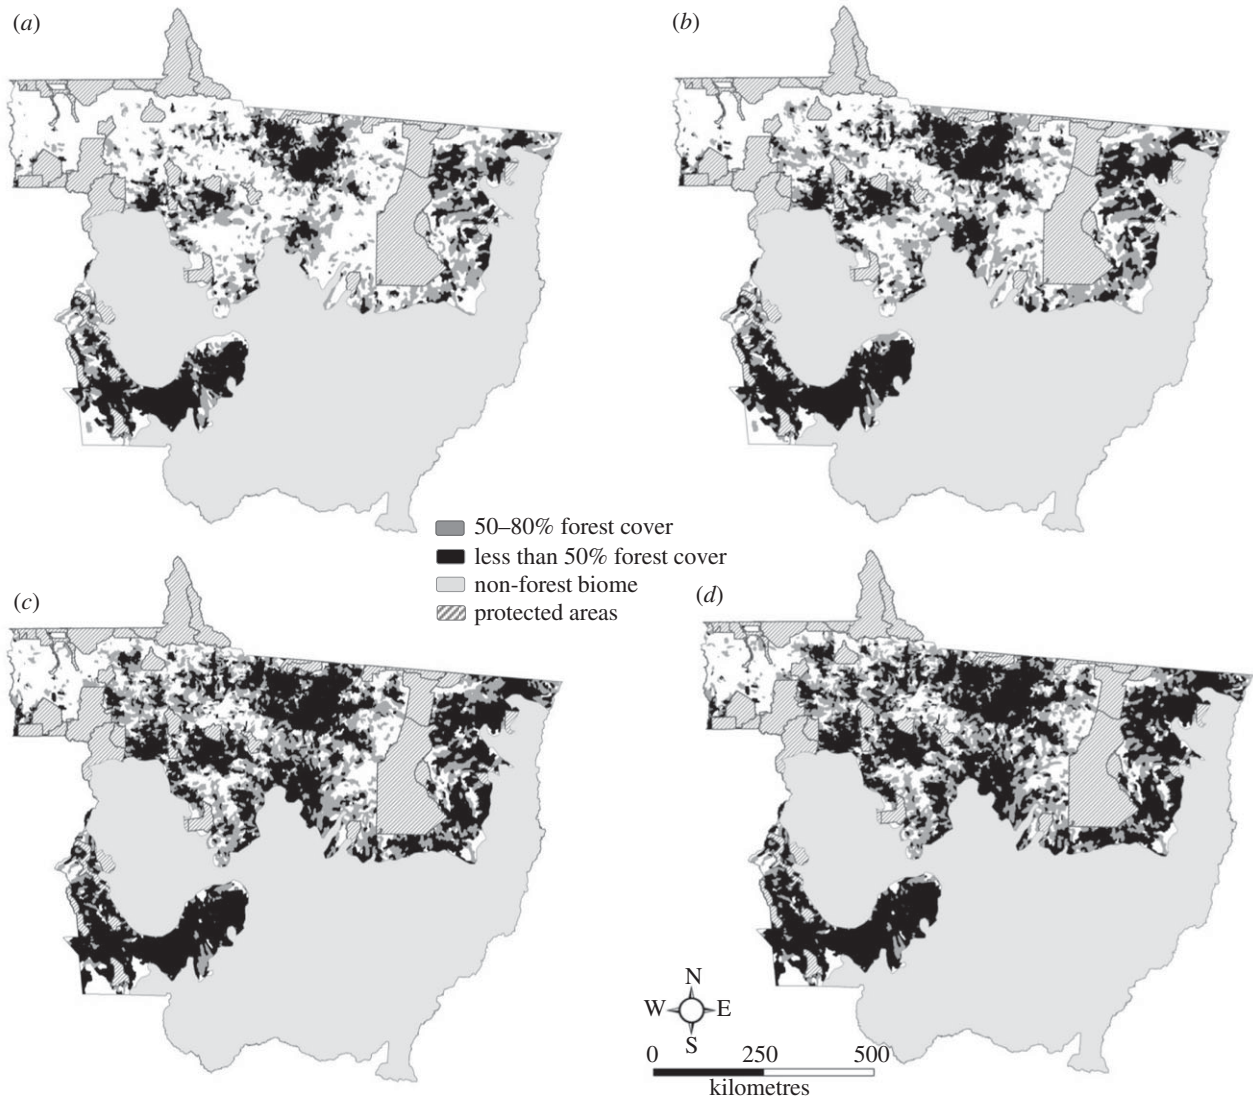 (a)
(b)
50–80% forest cover
less than 50% forest cover
non-forest biome
protected areas
(c)
(d)
N
W E
S
0 250 500
kilometres